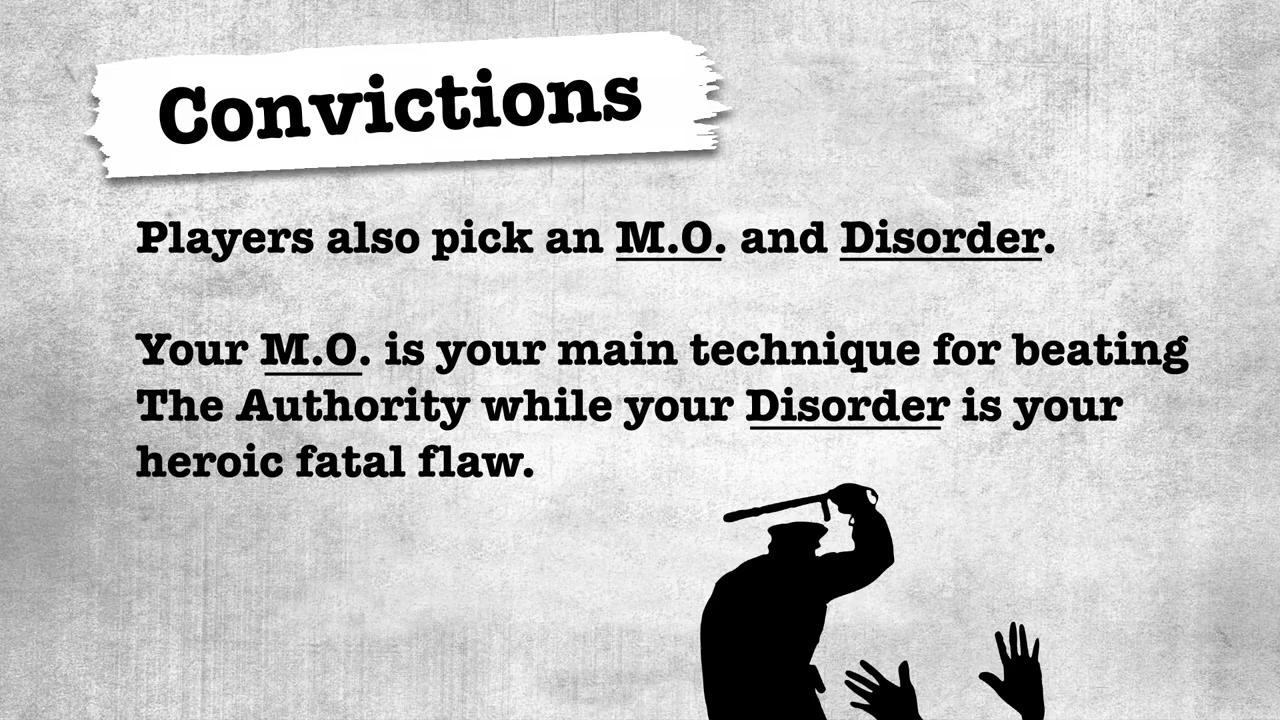 Convictions
Players also pick an M.O. and Disorder.
Your M.O. is your main technique for beating
The Authority while your Disorder is your
heroic fatal flaw.